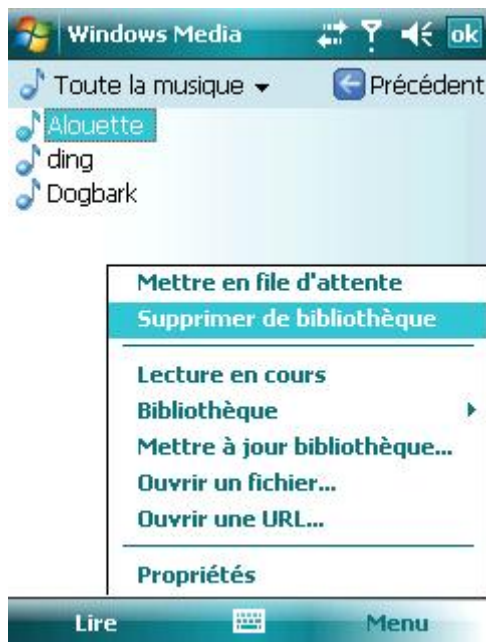 Windows Media ok
Toute la musique Précédent
Alouette
ding
Dogbark
Mettre en file d'attente
Supprimer de bibliothèque
Lecture en cours
Bibliothèque
Mettre à jour bibliothèque...
Ouvrir un fichier...
Ouvrir une URL...
Propriétés
Lire Menu